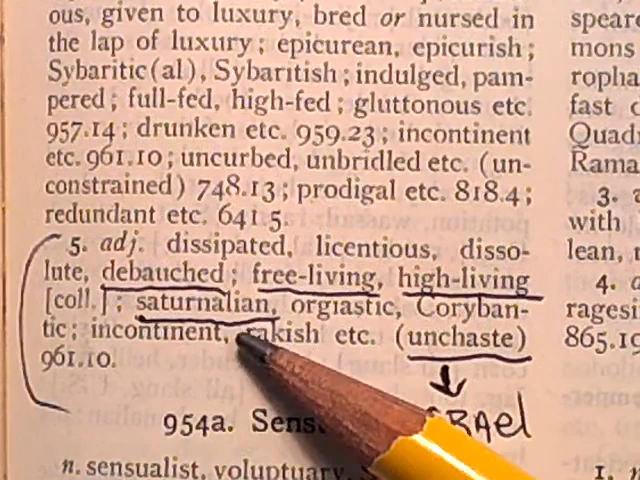 ous, given to luxury, bred or nursed in
the lap of luxury; epicurean, epicurish;
Sybaritic(al), Sybaritish; indulged, pam-
pered; full-fed, high-fed; gluttonous etc.
957.14; drunken etc. 959.23; incontinent
etc. 961.10; uncurbed, unbridled etc. (un-
constrained) 748.13; prodigal etc. 818.4;
redundant etc. 641.5.
5. adj. dissipated, licentious, disso-
lute, debauched; free-living, high-living
[coll.]; saturnalian, orgiastic, Coryban-
tic; incontinent, rakish etc. (unchaste)
961.10.
954a.
n. sensualist, voluptuary,
speare
mons
ropha
fast
Quad
Rama
3.
with
lean,
4.
ragesi
865.19
1. n